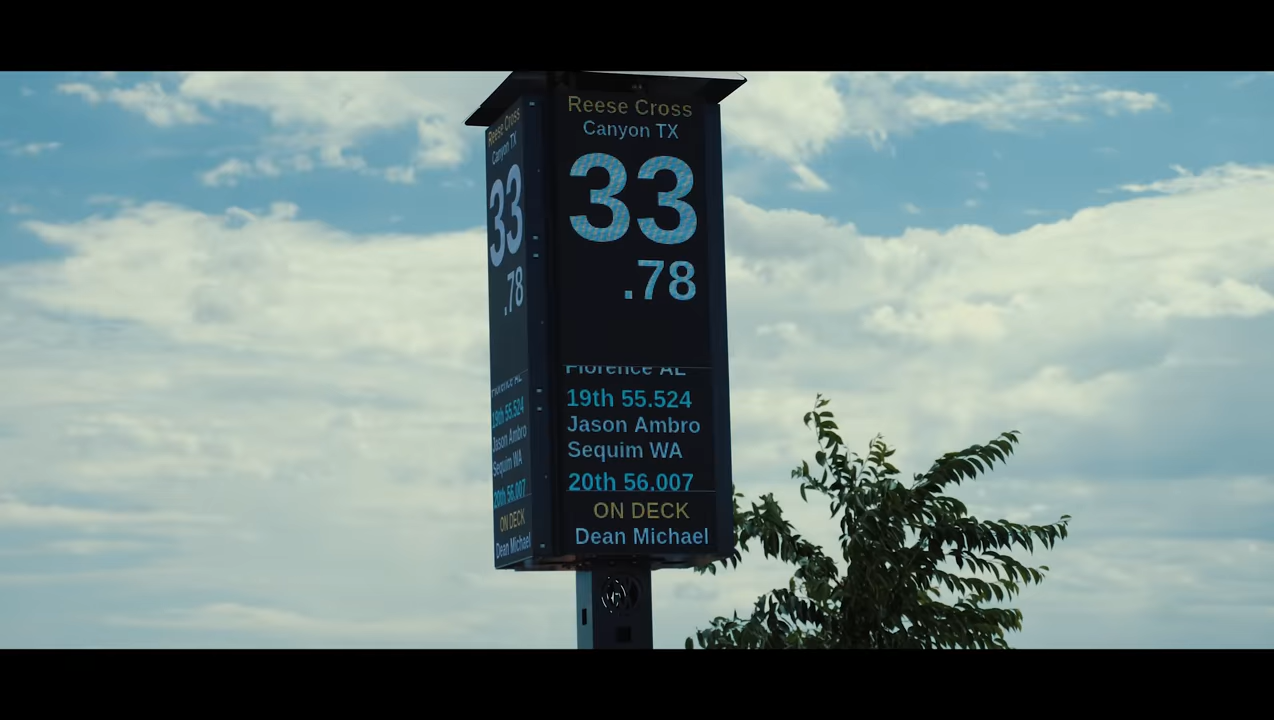 Reese Cross
Canyon TX
33
.78
Florence AL
19th 55.524
Jason Ambro
Sequim WA
20th 56.007
ON DECK
Dean Michael
Reese Cross
Canyon TX
33
.78
Florence AL
19th 55.524
Jason Ambro
Sequim WA
20th 56.007
ON DECK
Dean Michael